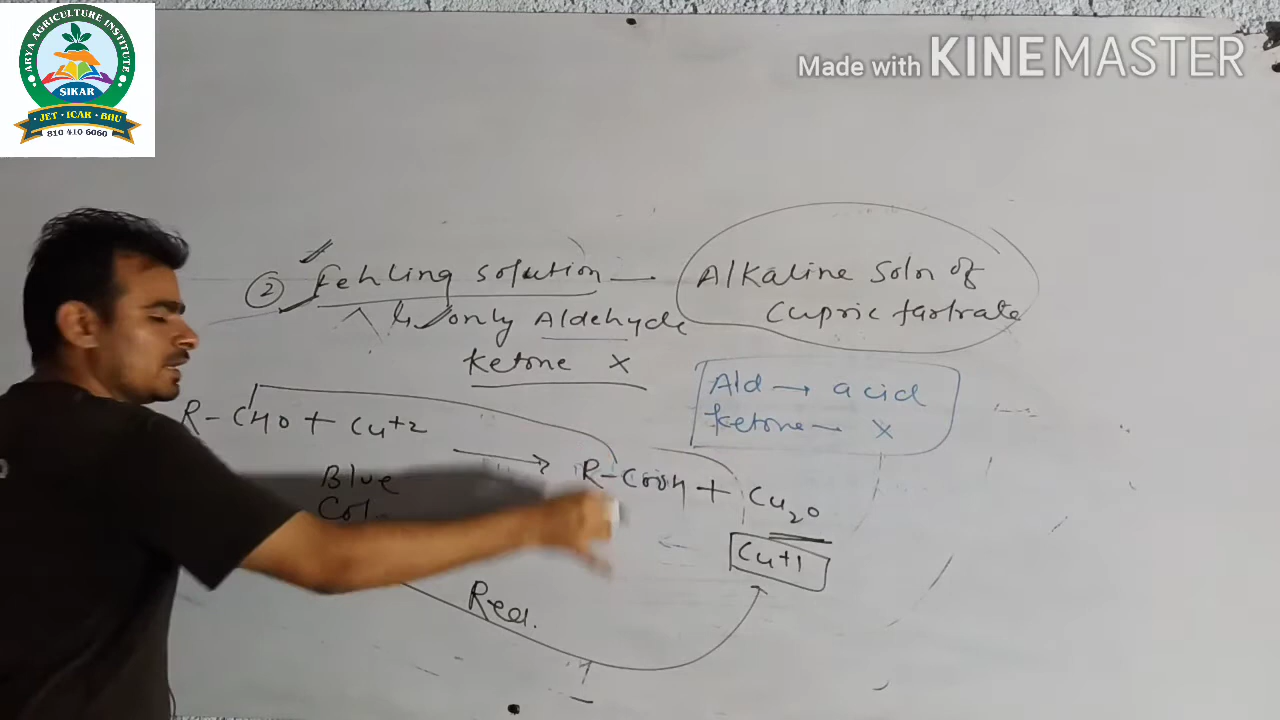 ARYA AGRICULTURE INSTITUTE
SIKAR
· JET · ICAR · BHU ·
810 410 6060
Made with KINEMASTER
② Fehling solution — Alkaline Soln of
Cupric tartrate
↳ only Aldehyde
Ketone X
Ald → acid
Ketone → X
R-CHO + Cu+2 → R-COOH + Cu2O
Blue
Col.
Cu+1
Red.